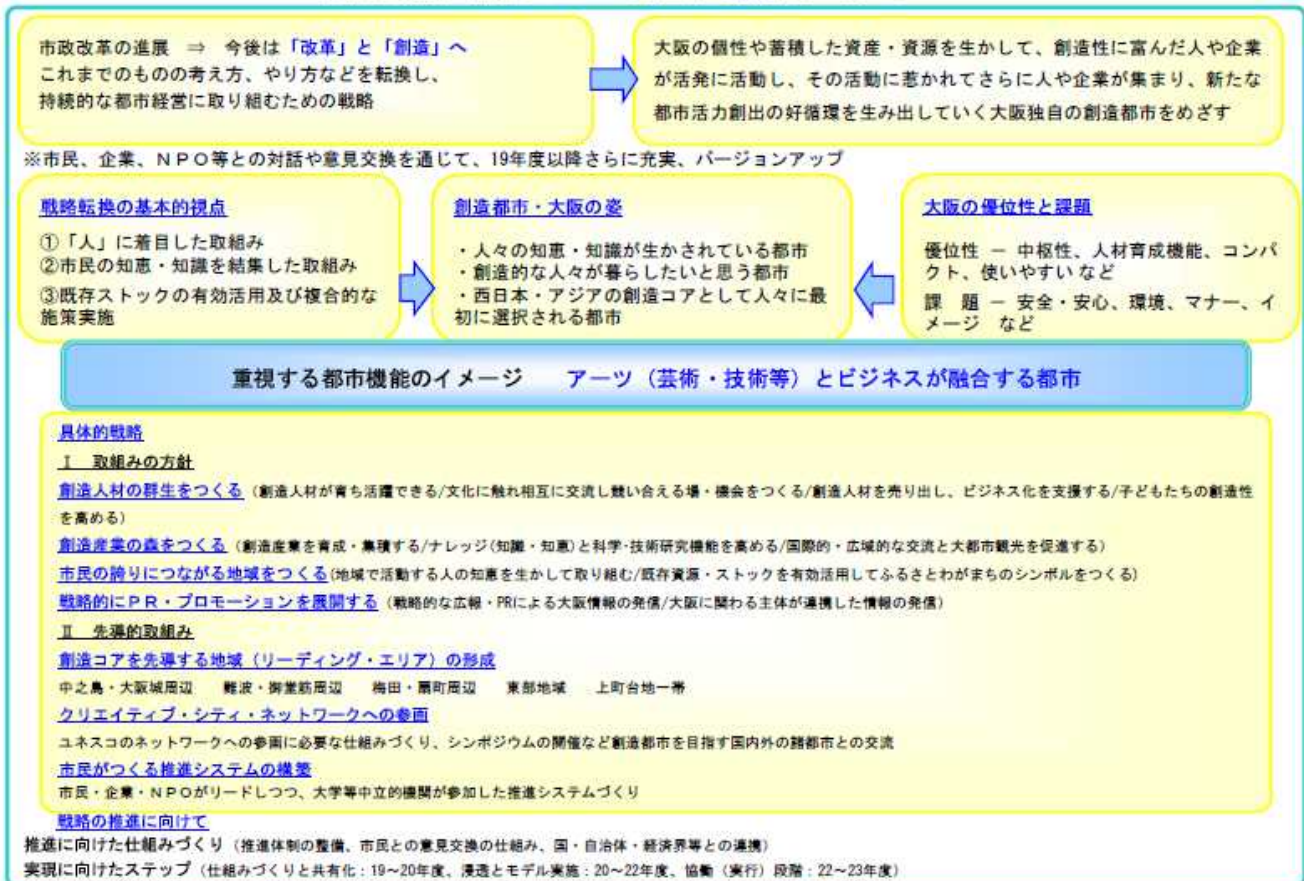 市政改革の進展 ⇒ 今後は「改革」と「創造」へ
これまでのものの考え方、やり方などを転換し、
持続的な都市経営に取り組むための戦略
大阪の個性や蓄積した資産・資源を生かして、創造性に富んだ人や企業
が活発に活動し、その活動に惹かれてさらに人や企業が集まり、新たな
都市活力創出の好循環を生み出していく大阪独自の創造都市をめざす
※市民、企業、ＮＰＯ等との対話や意見交換を通じて、19年度以降さらに充実、バージョンアップ
戦略転換の基本的視点
①「人」に着目した取組み
②市民の知恵・知識を結集した取組み
③既存ストックの有効活用及び複合的な
施策実施
創造都市・大阪の姿
・人々の知恵・知識が生かされている都市
・創造的な人々が暮らしたいと思う都市
・西日本・アジアの創造コアとして人々に最
初に選択される都市
大阪の優位性と課題
優位性 － 中枢性、人材育成機能、コンパ
クト、使いやすい など
課 題 － 安全・安心、環境、マナー、イ
メージ など
重視する都市機能のイメージ アーツ（芸術・技術等）とビジネスが融合する都市
具体的戦略
Ⅰ 取組みの方針
創造人材の群生をつくる（創造人材が育ち活躍できる/文化に触れ相互に交流し競い合える場・機会をつくる/創造人材を売り出し、ビジネス化を支援する/子どもたちの創造性
を高める）
創造産業の森をつくる（創造産業を育成・集積する/ナレッジ(知識・知恵)と科学・技術研究機能を高める/国際的・広域的な交流と大都市観光を促進する）
市民の誇りにつながる地域をつくる(地域で活動する人の知恵を生かして取り組む/既存資源・ストックを有効活用してふるさとわがまちのシンボルをつくる)
戦略的にＰＲ・プロモーションを展開する（戦略的な広報・PRによる大阪情報の発信/大阪に関わる主体が連携した情報の発信）
Ⅱ 先導的取組み
創造コアを先導する地域（リーディング・エリア）の形成
中之島・大阪城周辺 難波・御堂筋周辺 梅田・扇町周辺 東部地域 上町台地一帯
クリエイティブ・シティ・ネットワークへの参画
ユネスコのネットワークへの参画に必要な仕組みづくり、シンポジウムの開催など創造都市を目指す国内外の諸都市との交流
市民がつくる推進システムの構築
市民・企業・ＮＰＯがリードしつつ、大学等中立的機関が参加した推進システムづくり
戦略の推進に向けて
推進に向けた仕組みづくり（推進体制の整備、市民との意見交換の仕組み、国・自治体・経済界等との連携）
実現に向けたステップ（仕組みづくりと共有化：19～20年度、浸透とモデル実施：20～22年度、協働（実行）段階：22～23年度）